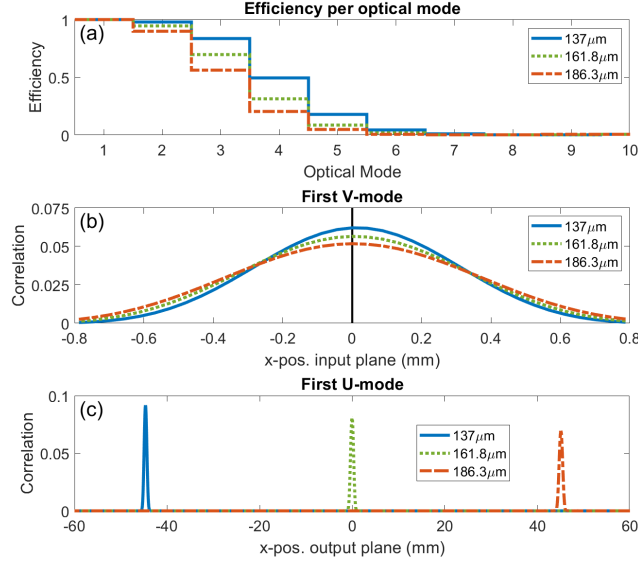 Efficiency per optical mode
(a)
1
0.5
0
Efficiency
137μm
161.8μm
186.3μm
1 2 3 4 5 6 7 8 9 10
Optical Mode
First V-mode
(b)
0.075
0.05
0.025
0
Correlation
137μm
161.8μm
186.3μm
-0.8 -0.6 -0.4 -0.2 0 0.2 0.4 0.6 0.8
x-pos. input plane (mm)
First U-mode
(c)
0.1
0.05
0
Correlation
137μm
161.8μm
186.3μm
-60 -40 -20 0 20 40 60
x-pos. output plane (mm)